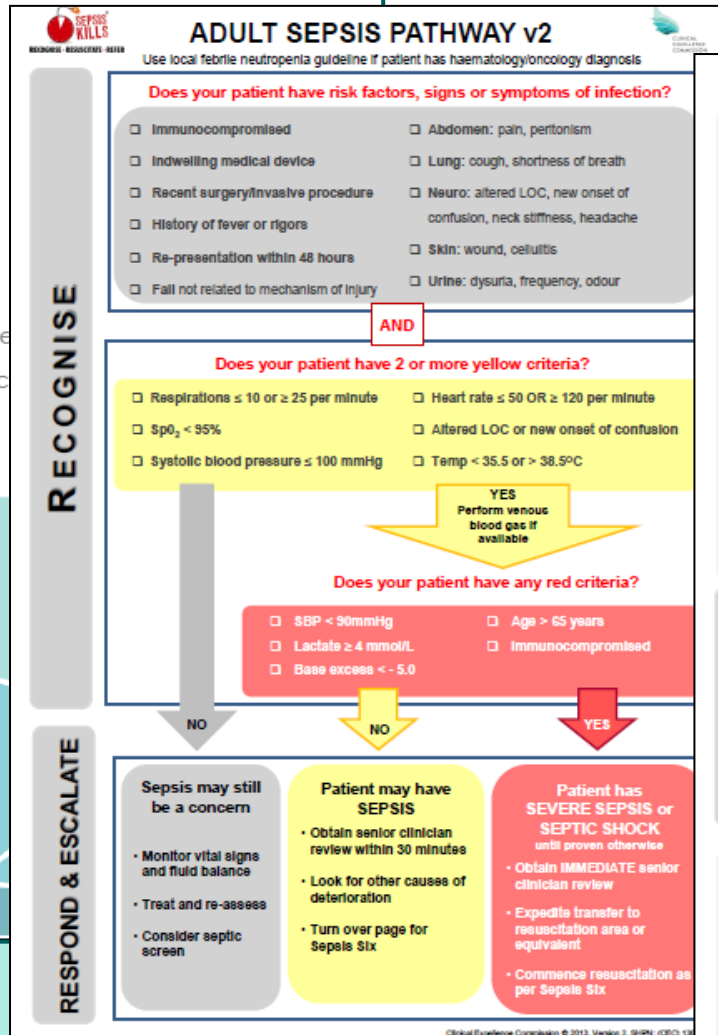 SEPSIS
KILLS
RECOGNISE · RESUSCITATE · REFER
ADULT SEPSIS PATHWAY v2
CLINICAL
EXCELLENCE
COMMISSION
Use local febrile neutropenia guideline if patient has haematology/oncology diagnosis
RECOGNISE
Does your patient have risk factors, signs or symptoms of infection?
Immunocompromised
Indwelling medical device
Recent surgery/invasive procedure
History of fever or rigors
Re-presentation within 48 hours
Fall not related to mechanism of injury
Abdomen: pain, peritonism
Lung: cough, shortness of breath
Neuro: altered LOC, new onset of
confusion, neck stiffness, headache
Skin: wound, cellulitis
Urine: dysuria, frequency, odour
AND
Does your patient have 2 or more yellow criteria?
Respirations ≤ 10 or ≥ 25 per minute
Sp0₂ < 95%
Systolic blood pressure ≤ 100 mmHg
Heart rate ≤ 50 OR ≥ 120 per minute
Altered LOC or new onset of confusion
Temp < 35.5 or > 38.5ºC
YES
Perform venous
blood gas if
available
Does your patient have any red criteria?
SBP < 90mmHg
Lactate ≥ 4 mmol/L
Base excess < - 5.0
Age > 65 years
Immunocompromised
NO
NO
YES
RESPOND & ESCALATE
Sepsis may still
be a concern
· Monitor vital signs
and fluid balance
· Treat and re-assess
· Consider septic
screen
Patient may have
SEPSIS
· Obtain senior clinician
review within 30 minutes
· Look for other causes of
deterioration
· Turn over page for
Sepsis Six
Patient has
SEVERE SEPSIS or
SEPTIC SHOCK
until proven otherwise
· Obtain IMMEDIATE senior
clinician review
· Expedite transfer to
resuscitation area or
equivalent
· Commence resuscitation as
per Sepsis Six
Clinical Excellence Commission © 2013. Version 2. SHPN: (CEC)